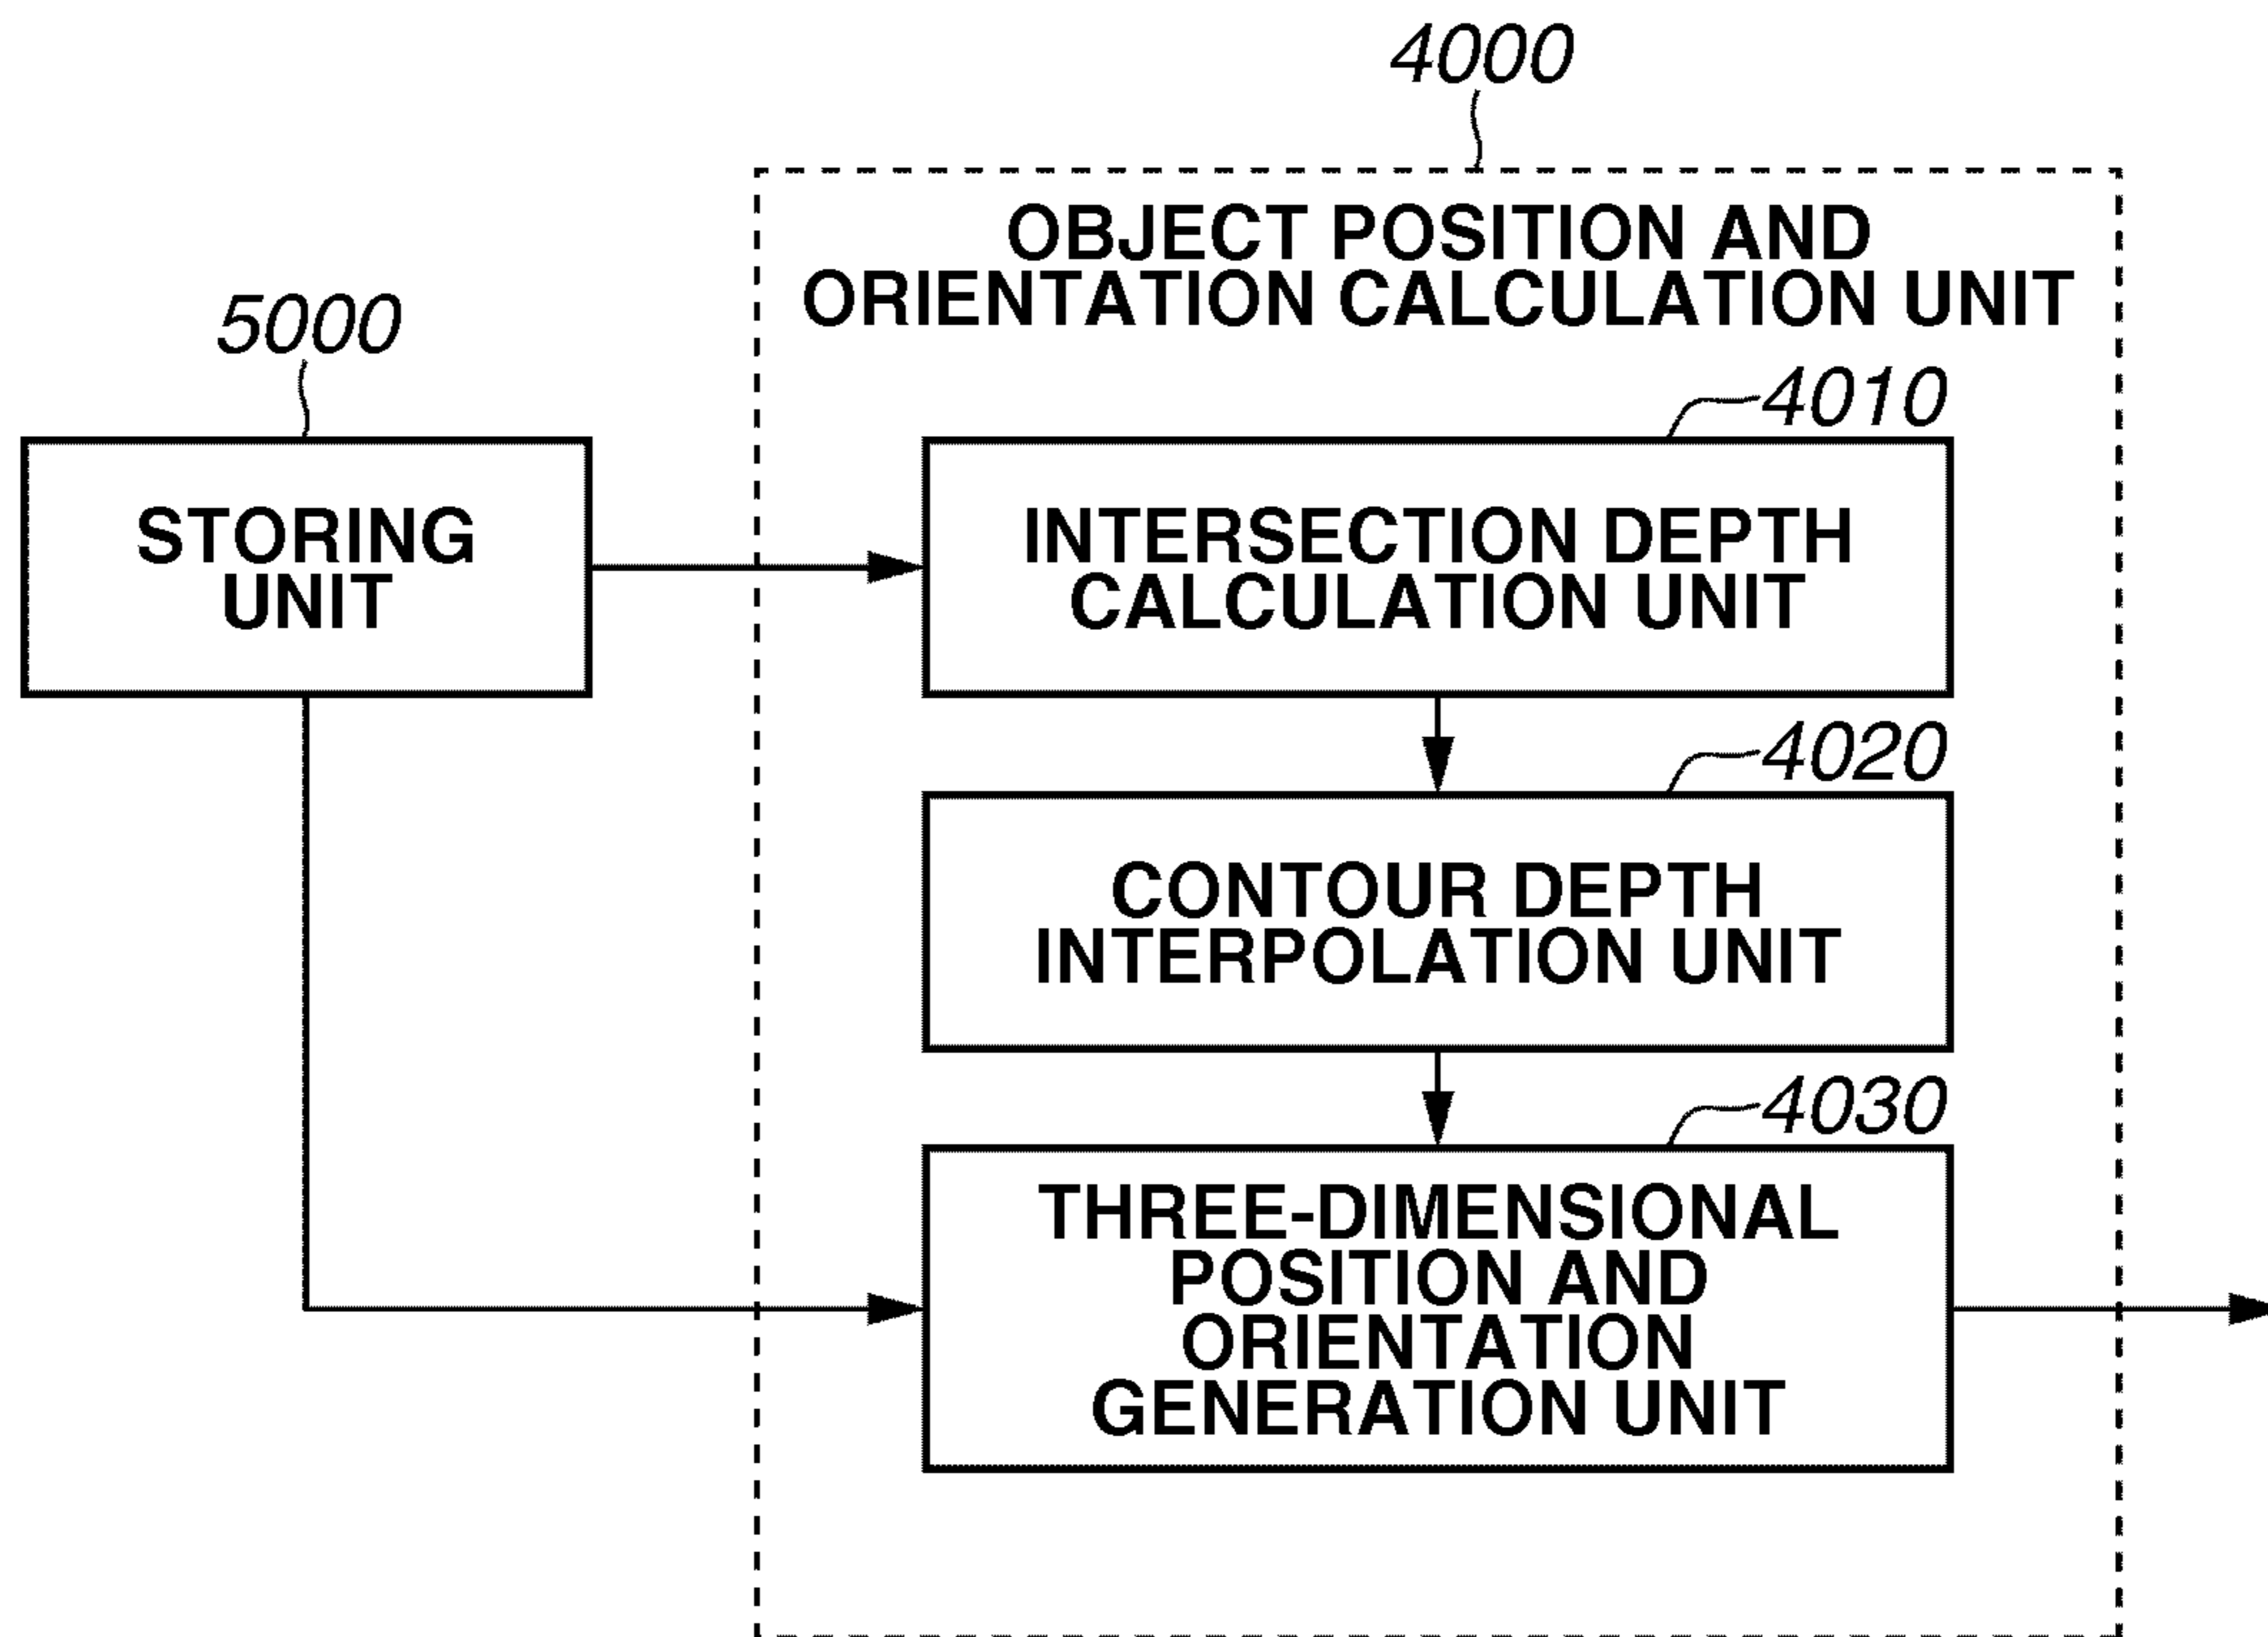 4000
OBJECT POSITION AND
ORIENTATION CALCULATION UNIT
5000
STORING
UNIT
4010
INTERSECTION DEPTH
CALCULATION UNIT
4020
CONTOUR DEPTH
INTERPOLATION UNIT
4030
THREE-DIMENSIONAL
POSITION AND
ORIENTATION
GENERATION UNIT